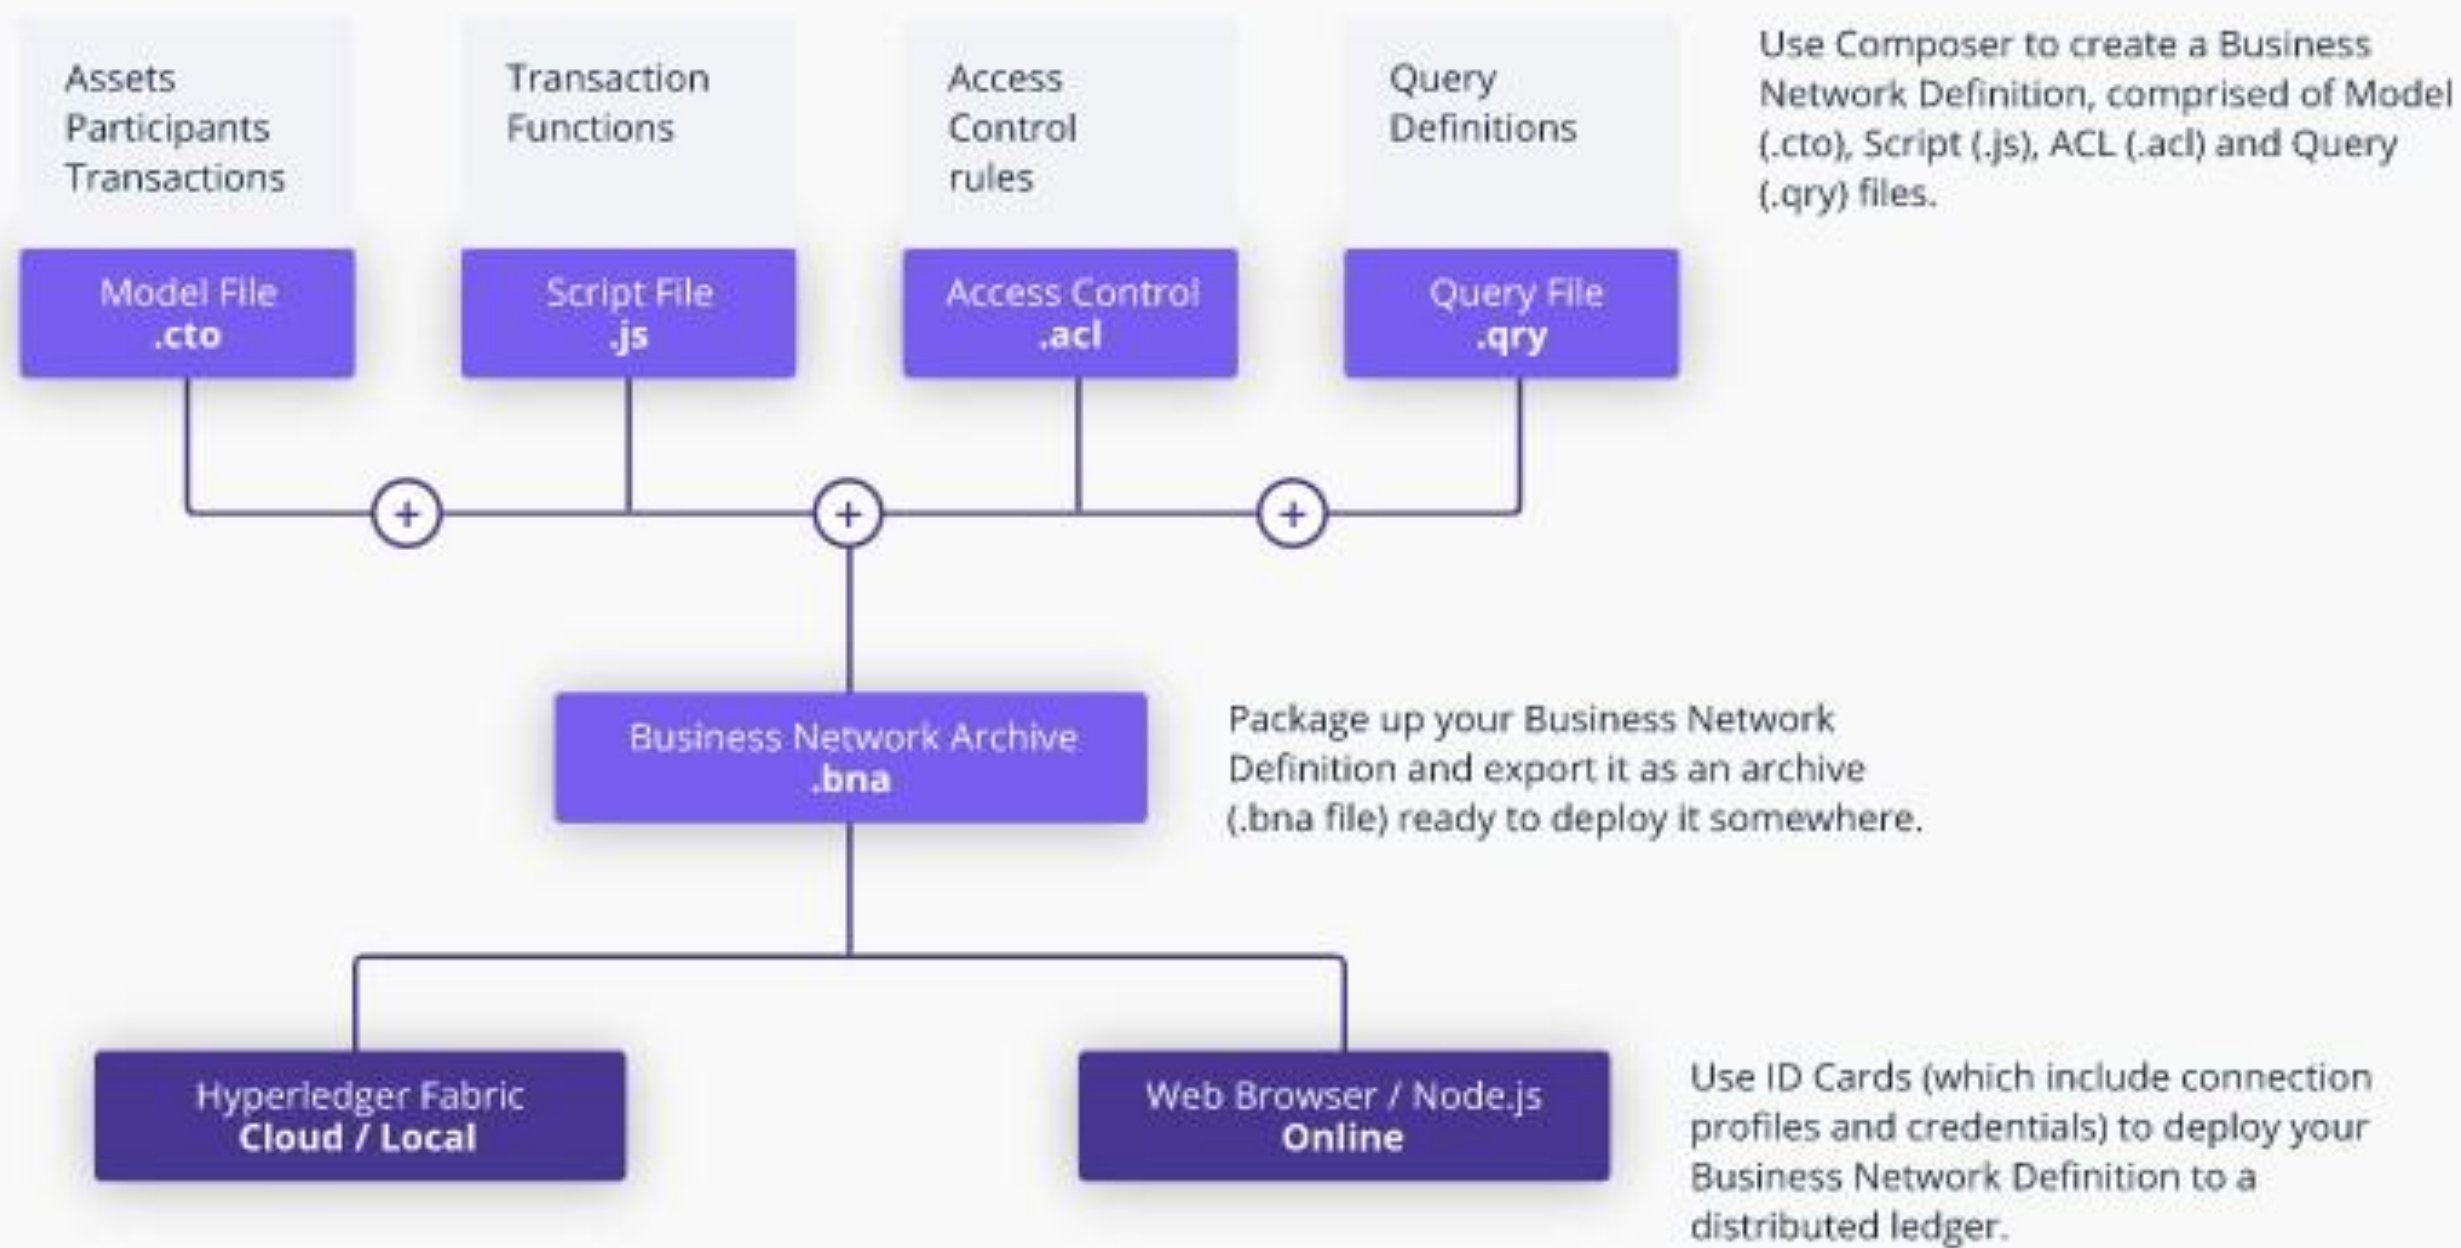 Assets
Participants
Transactions
Transaction
Functions
Access
Control
rules
Query
Definitions
Use Composer to create a Business
Network Definition, comprised of Model
(.cto), Script (.js), ACL (.acl) and Query
(.qry) files.
Model File
.cto
Script File
.js
Access Control
.acl
Query File
.qry
+
+
+
Business Network Archive
.bna
Package up your Business Network
Definition and export it as an archive
(.bna file) ready to deploy it somewhere.
Hyperledger Fabric
Cloud / Local
Web Browser / Node.js
Online
Use ID Cards (which include connection
profiles and credentials) to deploy your
Business Network Definition to a
distributed ledger.